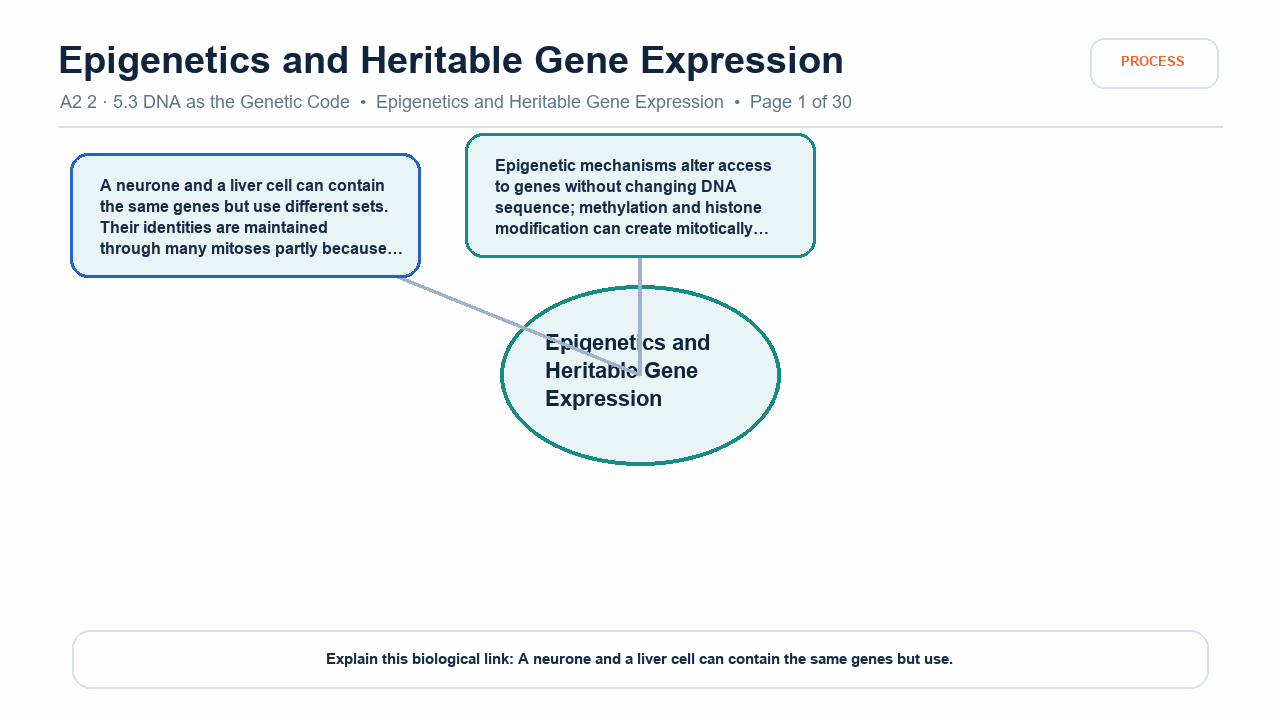 Epigenetics and Heritable Gene Expression
PROCESS
A2 2 · 5.3 DNA as the Genetic Code • Epigenetics and Heritable Gene Expression • Page 1 of 30
A neurone and a liver cell can contain
the same genes but use different sets.
Their identities are maintained
through many mitoses partly because…
Epigenetic mechanisms alter access
to genes without changing DNA
sequence; methylation and histone
modification can create mitotically…
Epigenetics and
Heritable Gene
Expression
Explain this biological link: A neurone and a liver cell can contain the same genes but use.